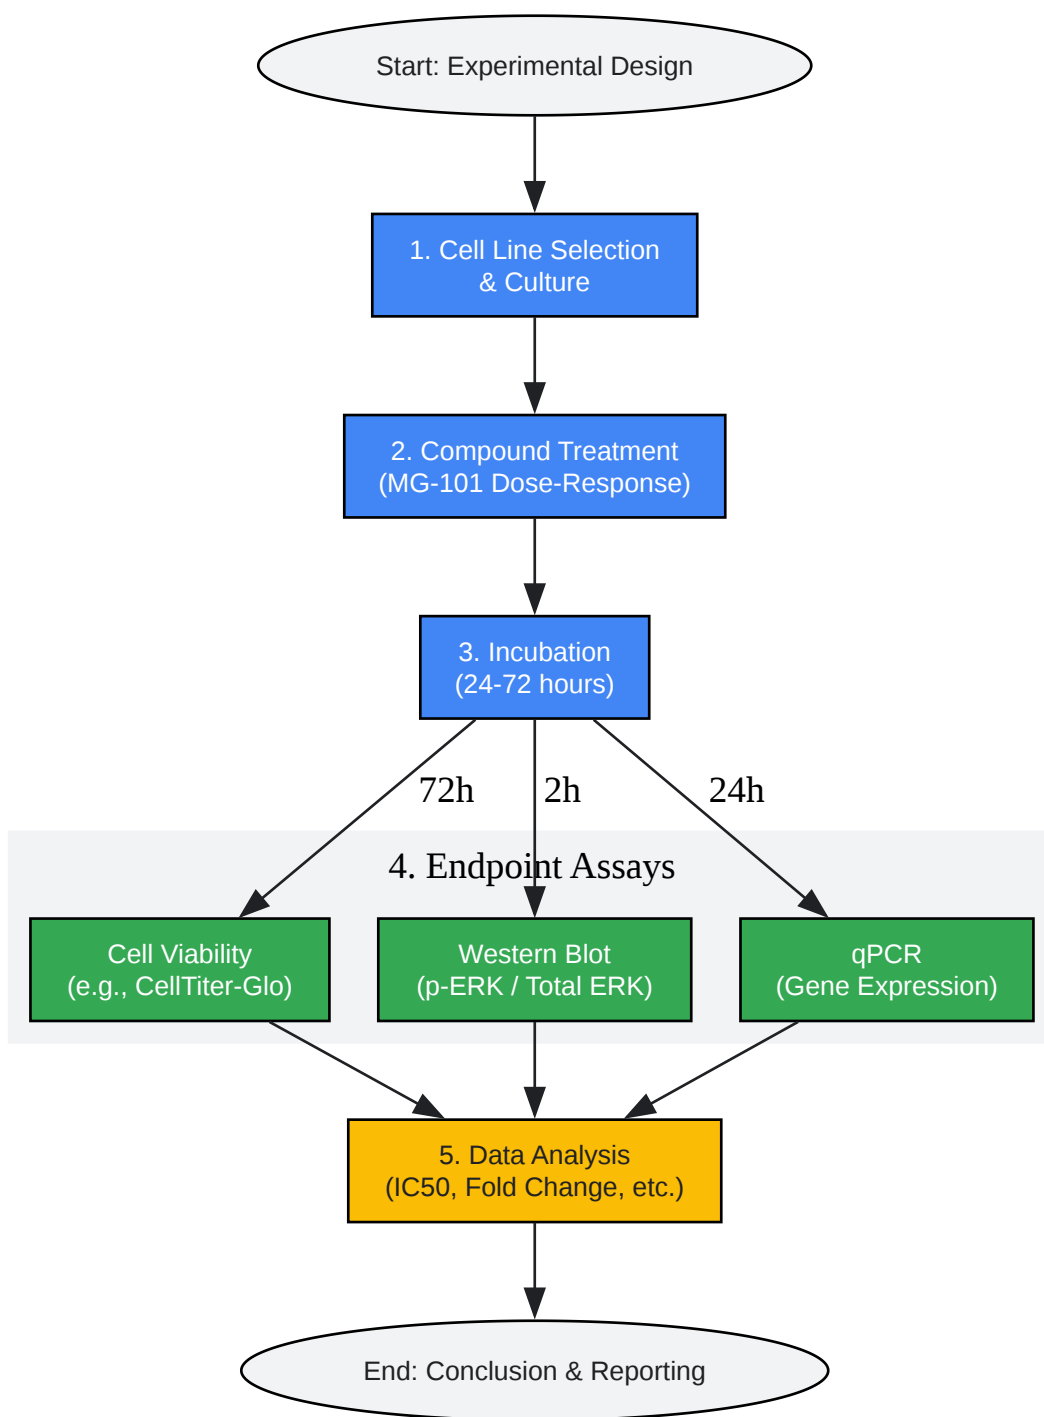 Start: Experimental Design
1. Cell Line Selection
& Culture
2. Compound Treatment
(MG-101 Dose-Response)
3. Incubation
(24-72 hours)
72h
2h
24h
4. Endpoint Assays
Cell Viability
(e.g., CellTiter-Glo)
Western Blot
(p-ERK / Total ERK)
qPCR
(Gene Expression)
5. Data Analysis
(IC50, Fold Change, etc.)
End: Conclusion & Reporting